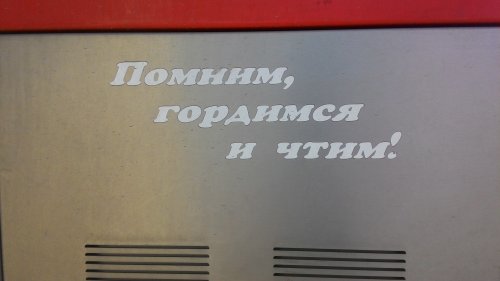 Помним,
гордимся
и чтим!